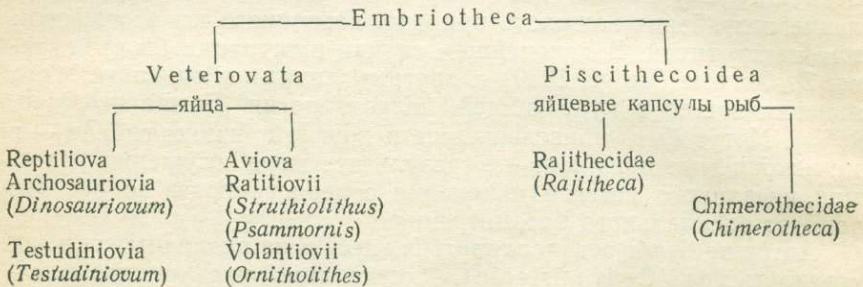 Embriotheca
Veterovata
яйца
Piscithecoidea
яйцевые капсулы рыб
Reptiliova
Archosauriovia
(Dinosauriovum)
Testudiniovia
(Testudiniovum)
Aviova
Ratitiovii
(Struthiolithus)
(Psammornis)
Volantiovii
(Ornitholithes)
Rajithecidae
(Rajitheca)
Chimerothecidae
(Chimerotheca)